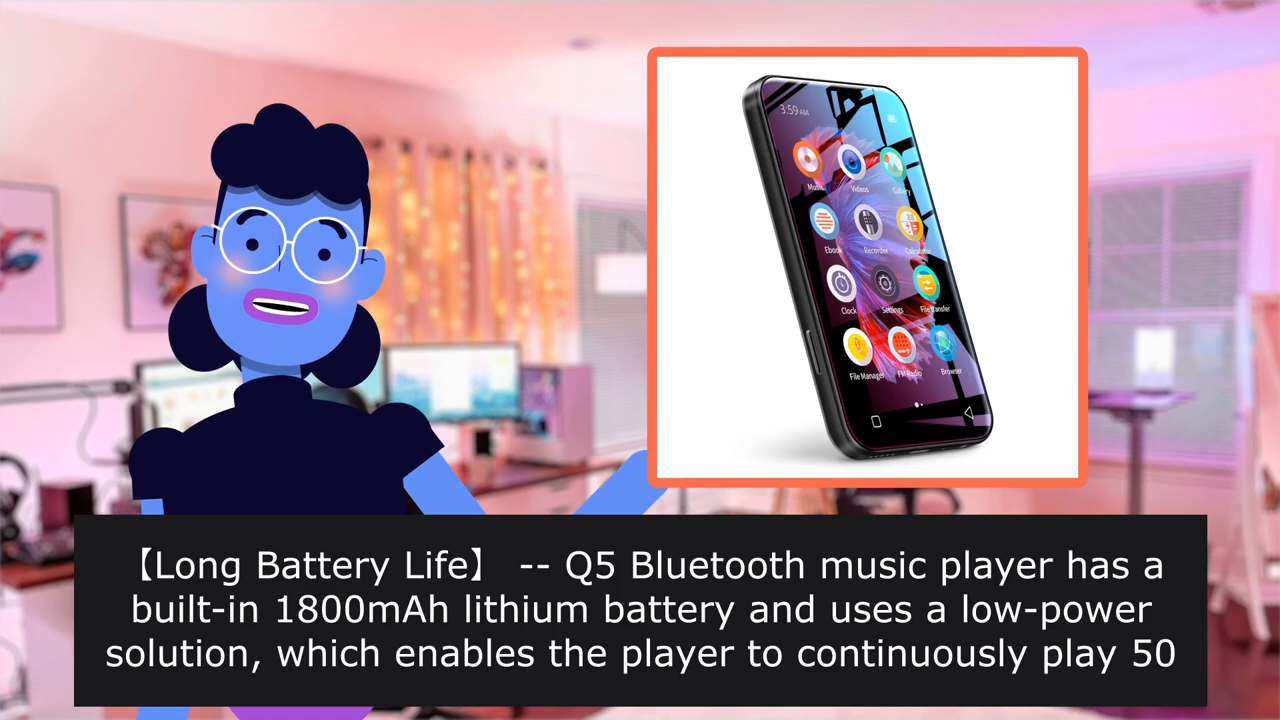 3:59 AM
Music Videos Gallery
Ebook Recorder Calculator
Clock Settings File Transfer
File Manager FM Radio Browser
【Long Battery Life】 -- Q5 Bluetooth music player has a
built-in 1800mAh lithium battery and uses a low-power
solution, which enables the player to continuously play 50